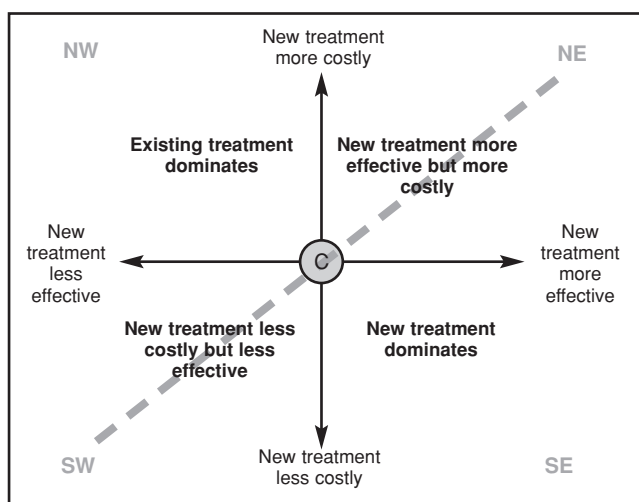 NW
New treatment
more costly
NE
Existing treatment
dominates
New treatment more
effective but more
costly
New
treatment
less
effective
C
New
treatment
more
effective
New treatment less
costly but less
effective
New treatment
dominates
SW
New treatment
less costly
SE